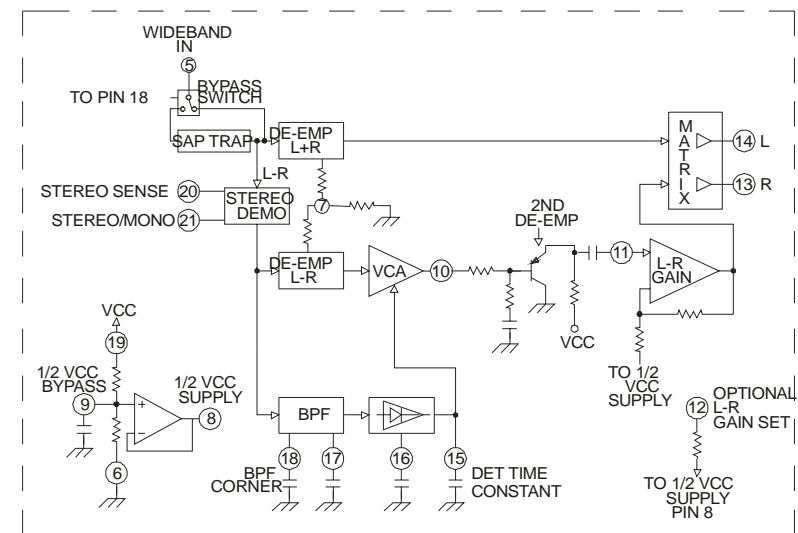 WIDEBAND
IN
5
TO PIN 18
BYPASS
SWITCH
SAP TRAP
DE-EMP
L+R
L-R
STEREO SENSE 20
STEREO/MONO 21
STEREO
DEMO
7
DE-EMP
L-R
VCA
10
2ND
DE-EMP
VCC
11
L-R
GAIN
MATRIX
14 L
13 R
TO 1/2
VCC
SUPPLY
12 OPTIONAL
L-R
GAIN SET
TO 1/2 VCC
SUPPLY
PIN 8
VCC
19
1/2 VCC
BYPASS
9
+
-
1/2 VCC
SUPPLY
8
6
BPF
18
17
16
15
BPF
CORNER
DET TIME
CONSTANT